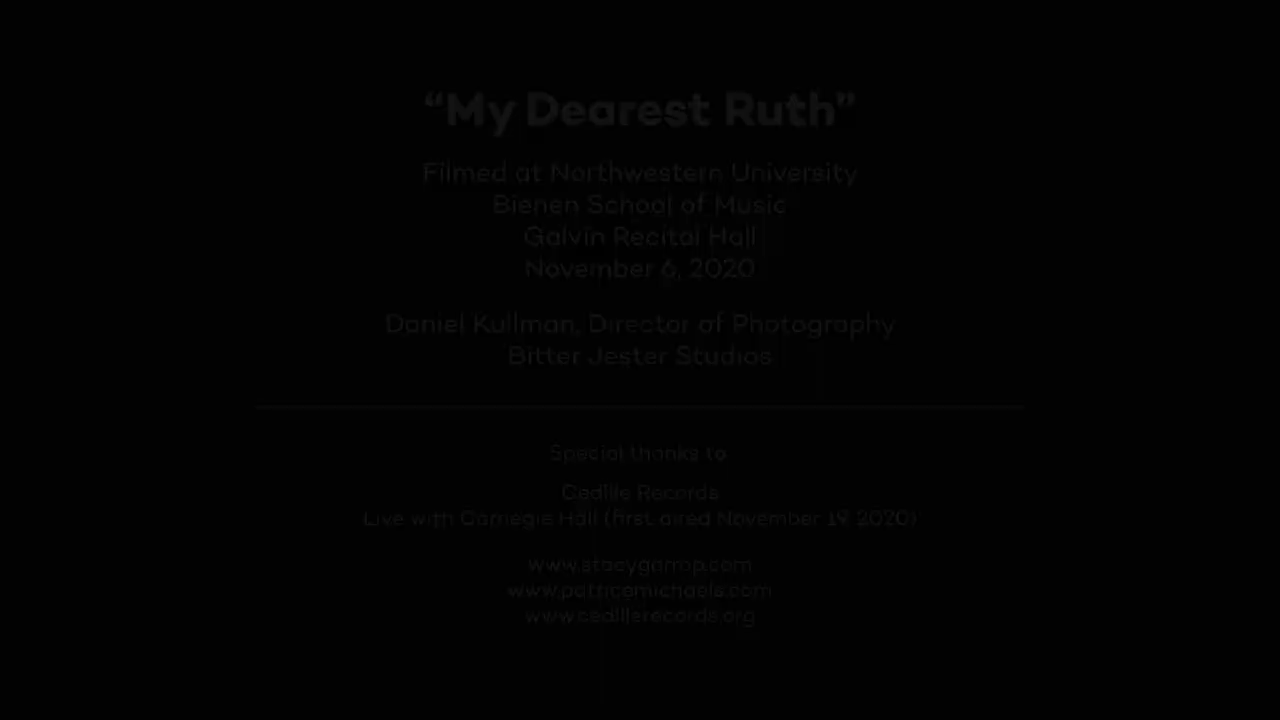 “My Dearest Ruth”
Filmed at Northwestern University
Bienen School of Music
Galvin Recital Hall
November 6, 2020
Daniel Kullman, Director of Photography
Bitter Jester Studios
Special thanks to
Cedille Records
Live with Carnegie Hall (first aired November 19, 2020)
www.stacygarrop.com
www.patricemichaels.com
www.cedillerecords.org